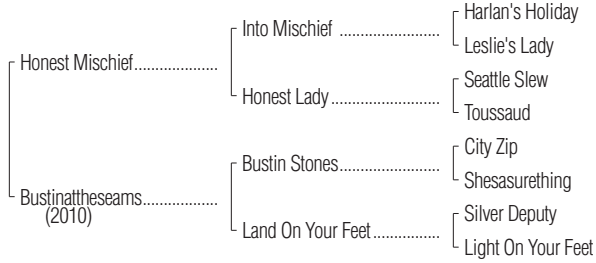 Harlan's Holiday
Into Mischief ....................
Leslie's Lady
Honest Mischief....................
Seattle Slew
Honest Lady......................
Toussaud
City Zip
Bustin Stones....................
Shesasurething
Bustinattheseams..................
(2010)
Silver Deputy
Land On Your Feet.............
Light On Your Feet